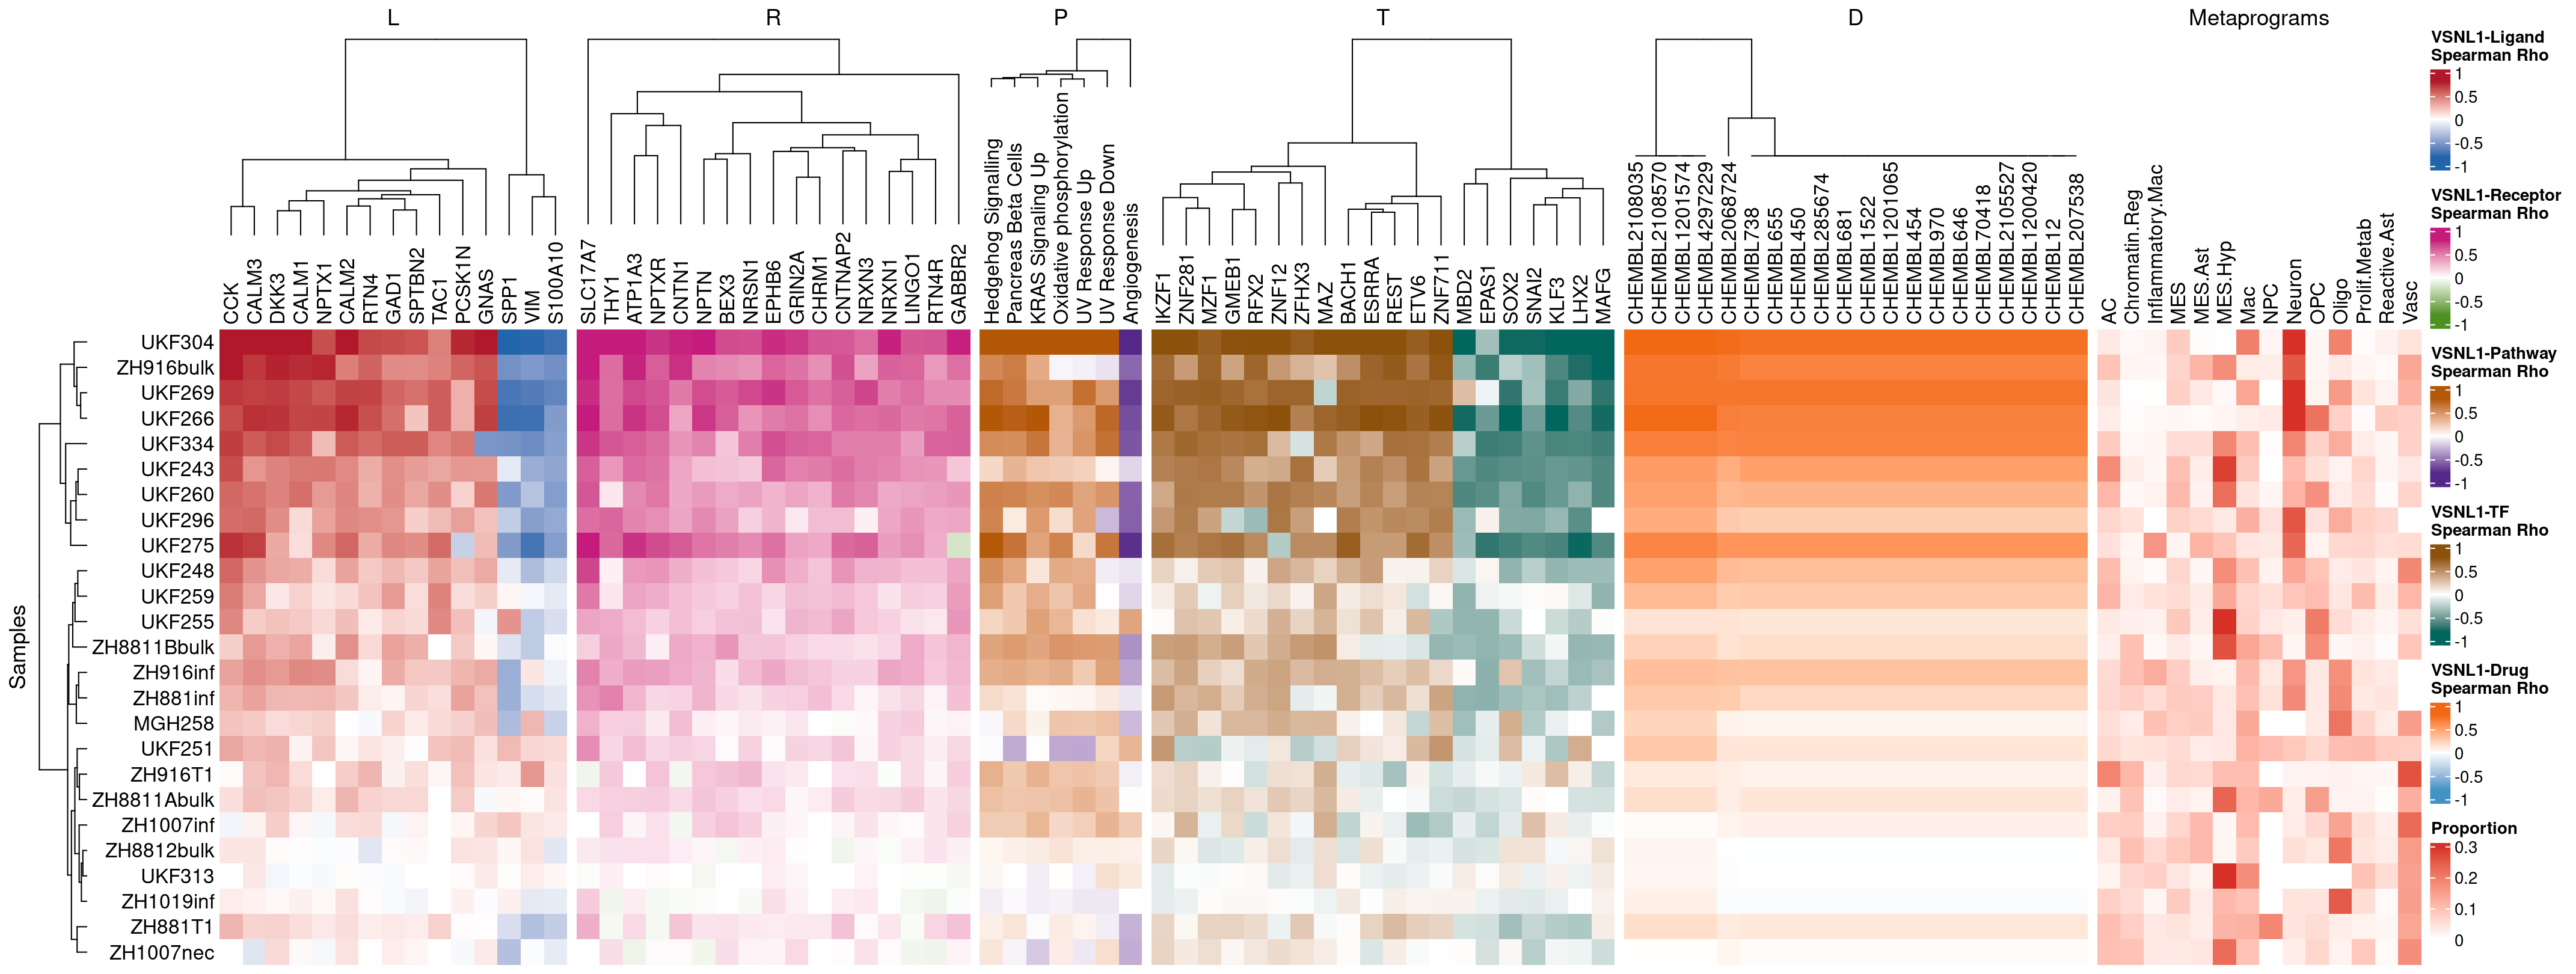 L
R
P
T
D
Metaprograms
CCK
CALM3
DKK3
CALM1
NPTX1
CALM2
RTN4
GAD1
SPTBN2
TAC1
PCSK1N
GNAS
SPP1
VIM
S100A10
SLC17A7
THY1
ATP1A3
NPTXR
CNTN1
NPTN
BEX3
NRSN1
EPHB6
GRIN2A
CHRM1
CNTNAP2
NRXN3
NRXN1
LINGO1
RTN4R
GABBR2
Hedgehog Signalling
Pancreas Beta Cells
KRAS Signaling Up
Oxidative phosphorylation
UV Response Up
UV Response Down
Angiogenesis
IKZF1
ZNF281
MZF1
GMEB1
RFX2
ZNF12
ZFHX3
MAZ
BACH1
ESRRA
REST
ETV6
ZNF711
MBD2
EPAS1
SOX2
SNAI2
KLF3
LHX2
MAFG
CHEMBL2108035
CHEMBL2108570
CHEMBL1201574
CHEMBL4297229
CHEMBL2068724
CHEMBL738
CHEMBL655
CHEMBL450
CHEMBL285674
CHEMBL681
CHEMBL1522
CHEMBL1201065
CHEMBL454
CHEMBL970
CHEMBL646
CHEMBL70418
CHEMBL2105527
CHEMBL1200420
CHEMBL12
CHEMBL207538
AC
Chromatin.Reg
Inflammatory.Mac
MES
MES.Ast
MES.Hyp
Mac
NPC
Neuron
OPC
Oligo
Prolif.Metab
Reactive.Ast
Vasc
Samples
UKF304
ZH916bulk
UKF269
UKF266
UKF334
UKF243
UKF260
UKF296
UKF275
UKF248
UKF259
UKF255
ZH8811Bbulk
ZH916inf
ZH881inf
MGH258
UKF251
ZH916T1
ZH8811Abulk
ZH1007inf
ZH8812bulk
UKF313
ZH1019inf
ZH881T1
ZH1007nec
VSNL1-Ligand
Spearman Rho
1
0.5
0
-0.5
-1
VSNL1-Receptor
Spearman Rho
1
0.5
0
-0.5
-1
VSNL1-Pathway
Spearman Rho
1
0.5
0
-0.5
-1
VSNL1-TF
Spearman Rho
1
0.5
0
-0.5
-1
VSNL1-Drug
Spearman Rho
1
0.5
0
-0.5
-1
Proportion
0.3
0.2
0.1
0